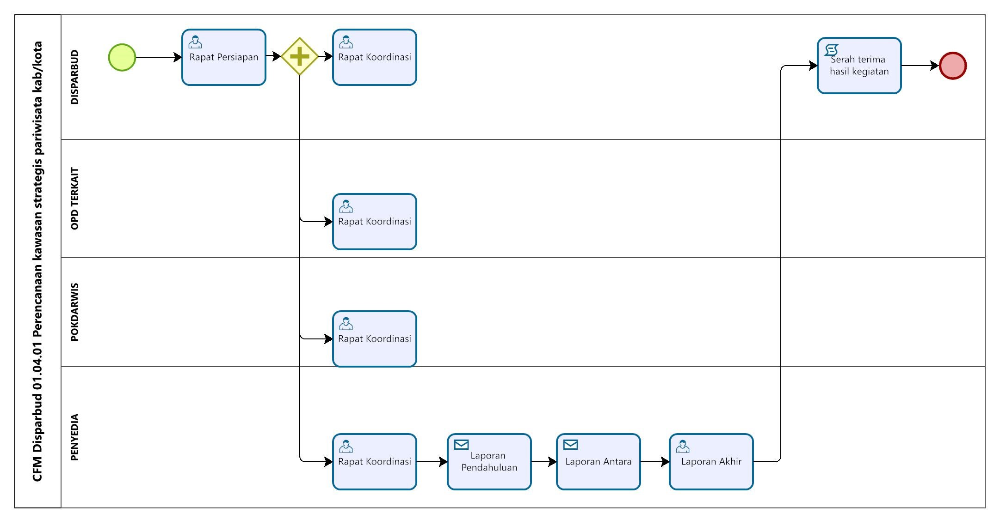 CFM Disparbud 01.04.01 Perencanaan kawasan strategis pariwisata kab/kota
DISPARBUD
Rapat Persiapan
Rapat Koordinasi
Serah terima
hasil kegiatan
OPD TERKAIT
Rapat Koordinasi
POKDARWIS
Rapat Koordinasi
PENYEDIA
Rapat Koordinasi
Laporan
Pendahuluan
Laporan Antara
Laporan Akhir